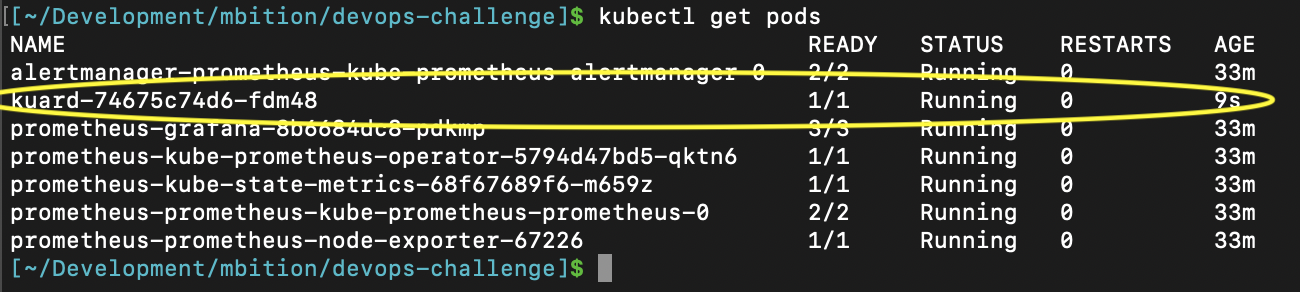 [[~/Development/mbition/devops-challenge]$ kubectl get pods
NAME READY STATUS RESTARTS AGE
alertmanager-prometheus-kube-prometheus-alertmanager-0 2/2 Running 0 33m
kuard-74675c74d6-fdm48 1/1 Running 0 9s
prometheus-grafana-8b6684dc8-pdkmp 3/3 Running 0 33m
prometheus-kube-prometheus-operator-5794d47bd5-qktn6 1/1 Running 0 33m
prometheus-kube-state-metrics-68f67689f6-m659z 1/1 Running 0 33m
prometheus-prometheus-kube-prometheus-prometheus-0 2/2 Running 0 33m
prometheus-prometheus-node-exporter-67226 1/1 Running 0 33m
[~/Development/mbition/devops-challenge]$